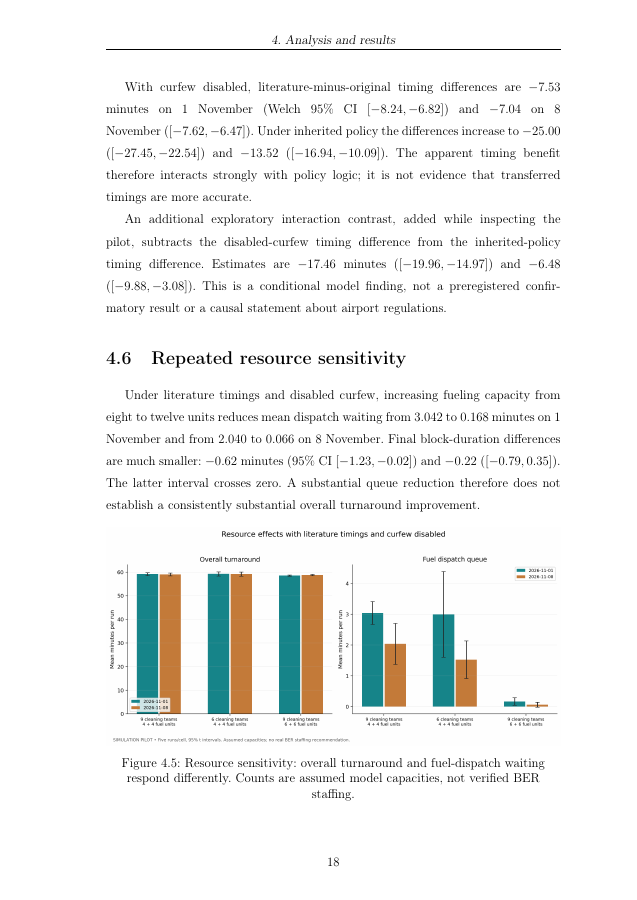 4. Analysis and results
With curfew disabled, literature-minus-original timing differences are −7.53
minutes on 1 November (Welch 95% CI [−8.24, −6.82]) and −7.04 on 8
November ([−7.62, −6.47]). Under inherited policy the differences increase to −25.00
([−27.45, −22.54]) and −13.52 ([−16.94, −10.09]). The apparent timing benefit
therefore interacts strongly with policy logic; it is not evidence that transferred
timings are more accurate.
An additional exploratory interaction contrast, added while inspecting the
pilot, subtracts the disabled-curfew timing difference from the inherited-policy
timing difference. Estimates are −17.46 minutes ([−19.96, −14.97]) and −6.48
([−9.88, −3.08]). This is a conditional model finding, not a preregistered confir-
matory result or a causal statement about airport regulations.
4.6 Repeated resource sensitivity
Under literature timings and disabled curfew, increasing fueling capacity from
eight to twelve units reduces mean dispatch waiting from 3.042 to 0.168 minutes on 1
November and from 2.040 to 0.066 on 8 November. Final block-duration differences
are much smaller: −0.62 minutes (95% CI [−1.23, −0.02]) and −0.22 ([−0.79, 0.35]).
The latter interval crosses zero. A substantial queue reduction therefore does not
establish a consistently substantial overall turnaround improvement.
Resource effects with literature timings and curfew disabled
Overall turnaround
Mean minutes per run
60
50
40
30
20
10
0
2026-11-01
2026-11-08
9 cleaning teams
4 + 4 fuel units
6 cleaning teams
4 + 4 fuel units
9 cleaning teams
6 + 6 fuel units
Fuel dispatch queue
Mean minutes per run
4
3
2
1
0
2026-11-01
2026-11-08
9 cleaning teams
4 + 4 fuel units
6 cleaning teams
4 + 4 fuel units
9 cleaning teams
6 + 6 fuel units
SIMULATION PILOT • Five runs/cell; 95% t intervals. Assumed capacities; no real BER staffing recommendation.
Figure 4.5: Resource sensitivity: overall turnaround and fuel-dispatch waiting
respond differently. Counts are assumed model capacities, not verified BER
staffing.
18